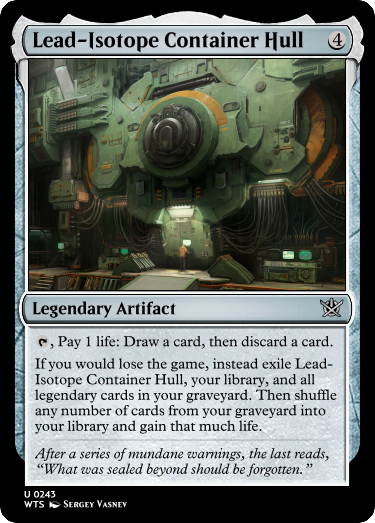 Lead-Isotope Container Hull 4
Legendary Artifact
, Pay 1 life: Draw a card, then discard a card.
If you would lose the game, instead exile Lead-
Isotope Container Hull, your library, and all
legendary cards in your graveyard. Then shuffle
any number of cards from your graveyard into
your library and gain that much life.
After a series of mundane warnings, the last reads,
“What was sealed beyond should be forgotten.”
U 0243
WTS Sergey Vasnev